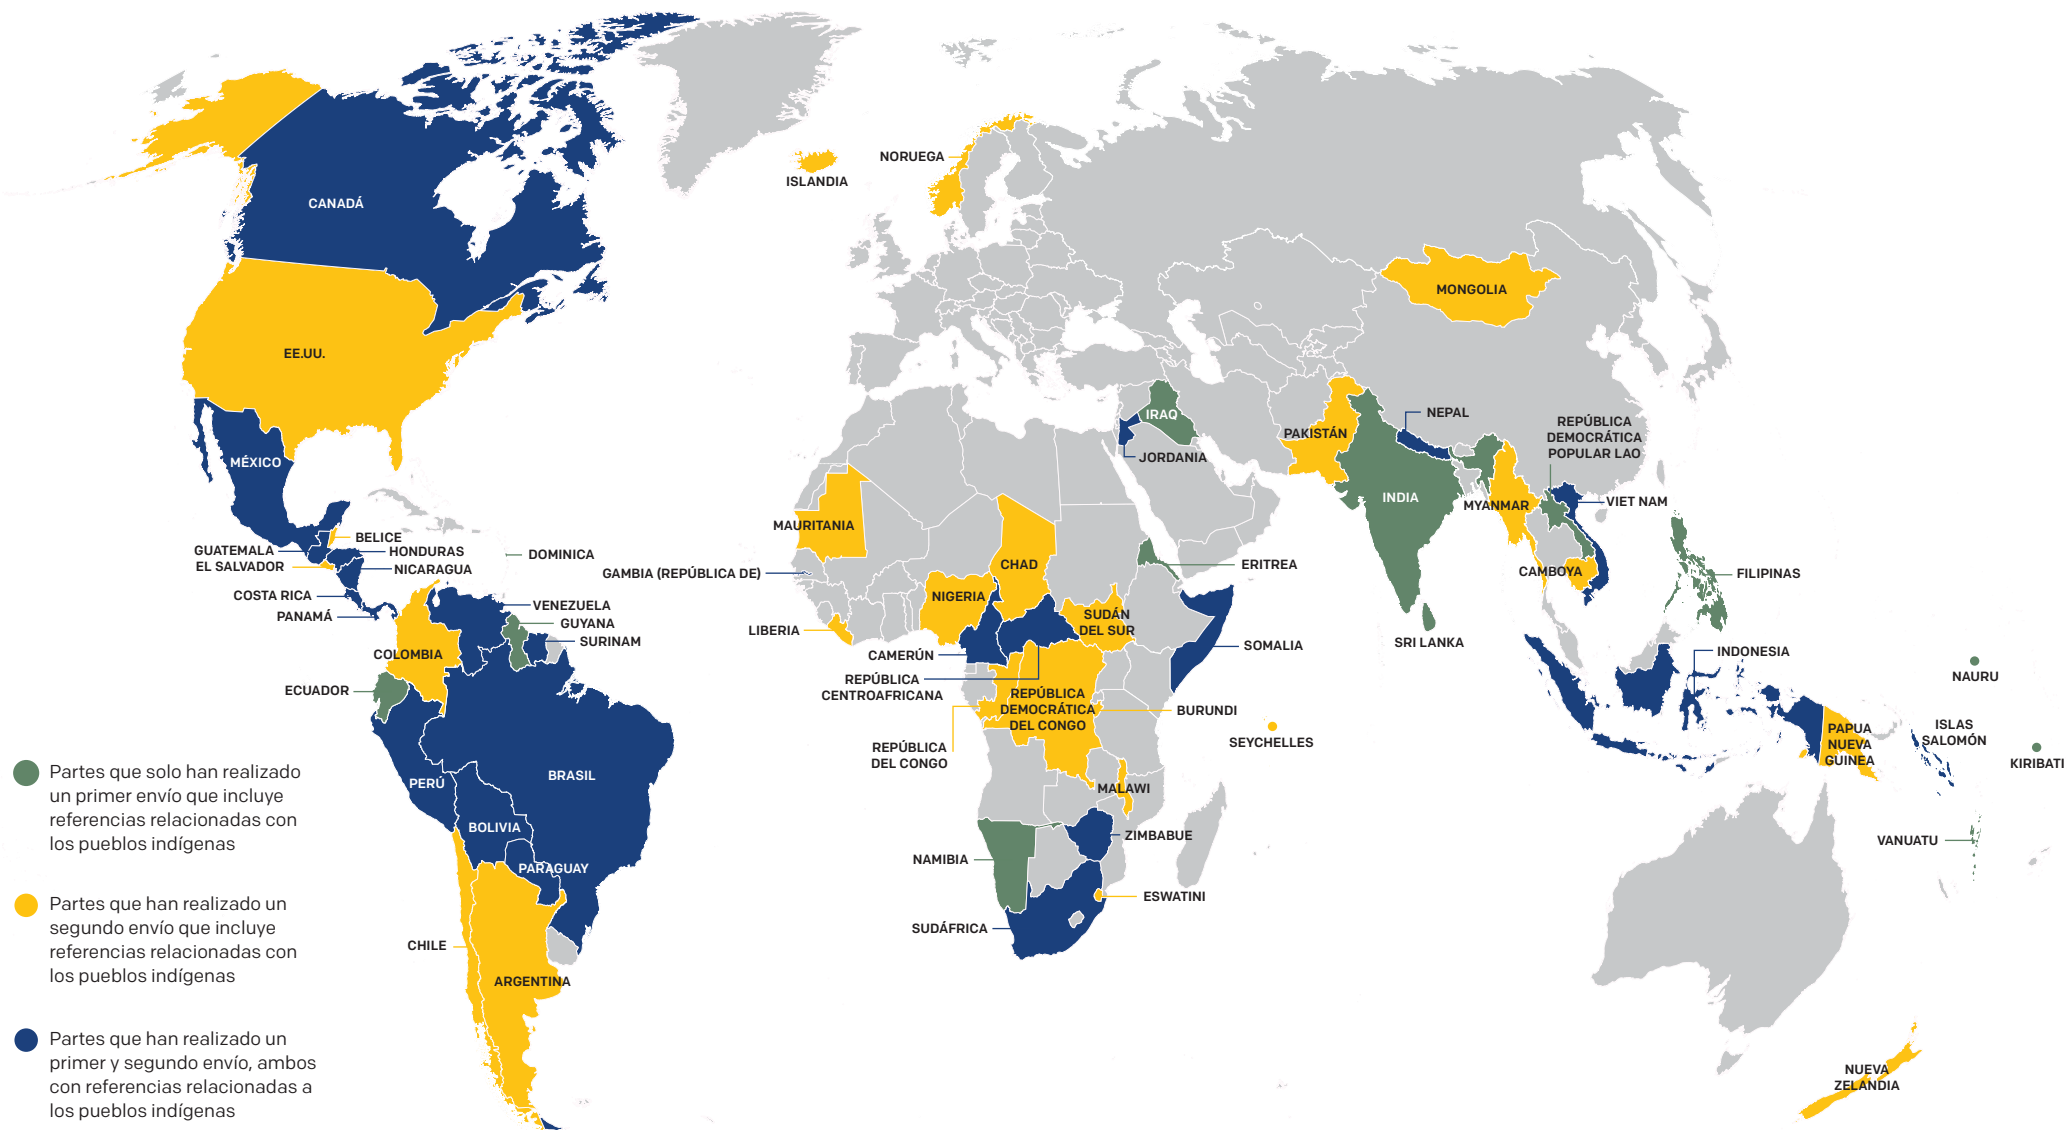 NORUEGA
ISLANDIA
CANADÁ
MONGOLIA
EE.UU.
IRAQ
NEPAL
PAKISTÁN
REPÚBLICA
DEMOCRÁTICA
POPULAR LAO
JORDANIA
MÉXICO
INDIA
VIET NAM
MYANMAR
MAURITANIA
BELICE
GUATEMALA
HONDURAS
EL SALVADOR
NICARAGUA
DOMINICA
GAMBIA (REPÚBLICA DE)
CHAD
ERITREA
CAMBOYA
FILIPINAS
COSTA RICA
NIGERIA
VENEZUELA
PANAMÁ
GUYANA
SUDÁN
DEL SUR
LIBERIA
SURINAM
SRI LANKA
SOMALIA
COLOMBIA
CAMERÚN
INDONESIA
ECUADOR
REPÚBLICA
CENTROAFRICANA
NAURU
REPÚBLICA
DEMOCRÁTICA
DEL CONGO
BURUNDI
SEYCHELLES
ISLAS
SALOMÓN
PAPUA
NUEVA
GUINEA
REPÚBLICA
DEL CONGO
KIRIBATI
BRASIL
PERÚ
MALAWI
BOLIVIA
ZIMBABUE
VANUATU
NAMIBIA
PARAGUAY
ESWATINI
SUDÁFRICA
CHILE
ARGENTINA
NUEVA
ZELANDIA
Partes que solo han realizado
un primer envío que incluye
referencias relacionadas con
los pueblos indígenas
Partes que han realizado un
segundo envío que incluye
referencias relacionadas con
los pueblos indígenas
Partes que han realizado un
primer y segundo envío, ambos
con referencias relacionadas a
los pueblos indígenas